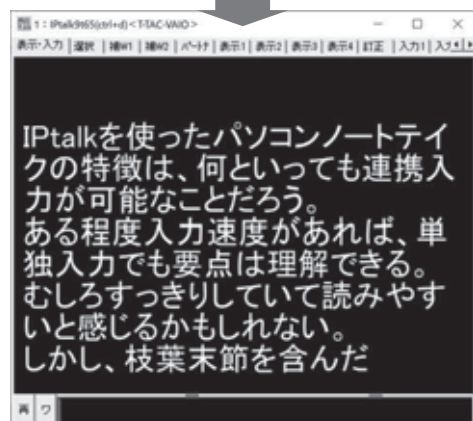 1：IPtalk9t65(ctrl+d)<T-TAC-VAIO>
表示・入力 選択 補W1 補W2 パートナ 表示1 表示2 表示3 表示4 訂正 入力1
IPtalkを使ったパソコンノートテイ
クの特徴は、何といっても連携入
力が可能なことだろう。
ある程度入力速度があれば、単
独入力でも要点は理解できる。
むしろすっきりしていて読みやす
いと感じるかもしれない。
しかし、枝葉末節を含んだ
再 ワ